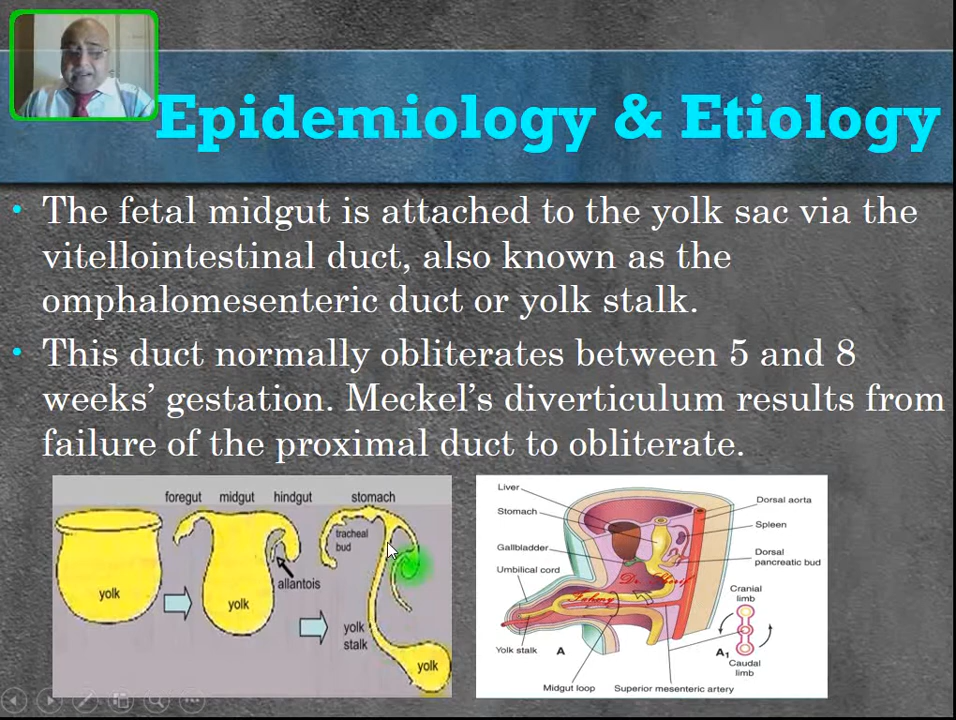 Epidemiology & Etiology
• The fetal midgut is attached to the yolk sac via the
vitellointestinal duct, also known as the
omphalomesenteric duct or yolk stalk.
• This duct normally obliterates between 5 and 8
weeks’ gestation. Meckel’s diverticulum results from
failure of the proximal duct to obliterate.
foregut midgut hindgut stomach
tracheal
bud
yolk
yolk
allantois
yolk
stalk
yolk
Liver
Stomach
Gallbladder
Umbilical cord
Yolk stalk
A
Midgut loop
Superior mesenteric artery
Dorsal aorta
Spleen
Dorsal
pancreatic bud
Cranial
limb
A1
Caudal
limb
Dr. Sherif
Fahmy